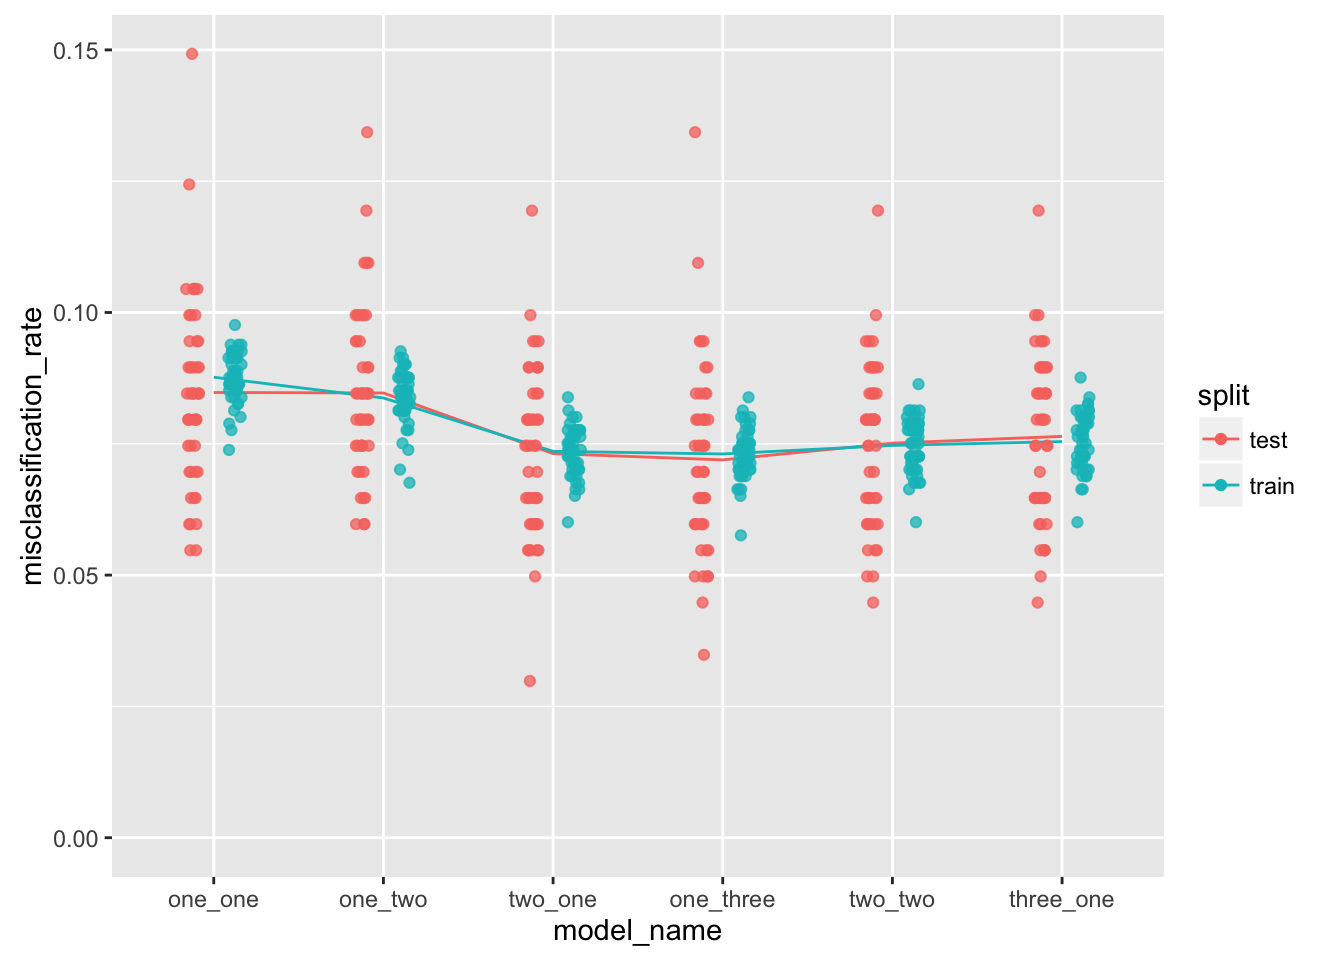 misclassification_rate
0.15
0.10
0.05
0.00
one_one
one_two
two_one
one_three
two_two
three_one
model_name
split
test
train